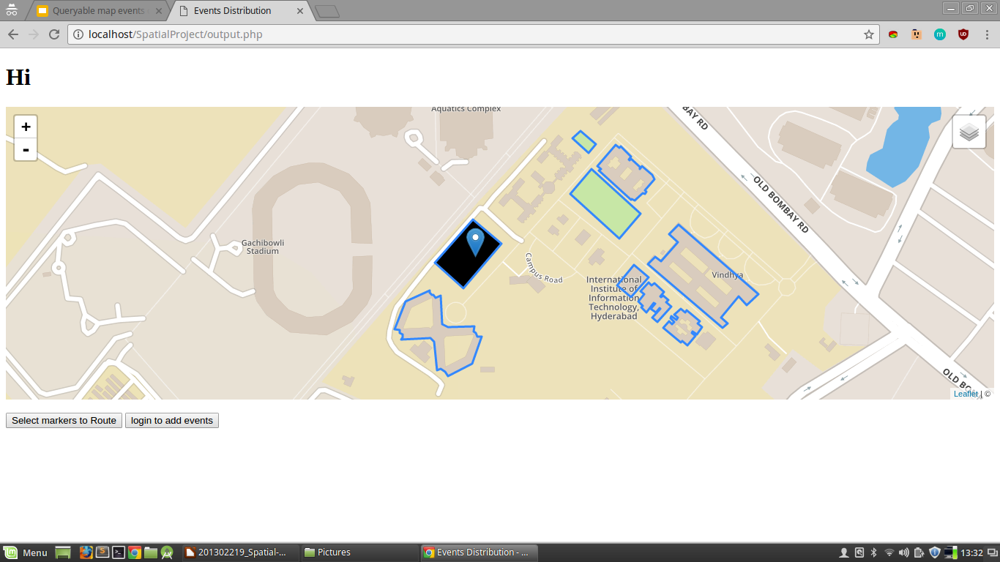 Queryable map events
Events Distribution
localhost/SpatialProject/output.php
Hi
+
-
Aquatics Complex
BAY RD
OLD BOMBAY RD
Gachibowli
Stadium
Campus Road
International
Institute of
Information
Technology,
Hyderabad
Vindhya
OLD BO
Leaflet | ©
Select markers to Route
login to add events
Menu
201302219_Spatial-...
Pictures
Events Distribution - ...
13:32